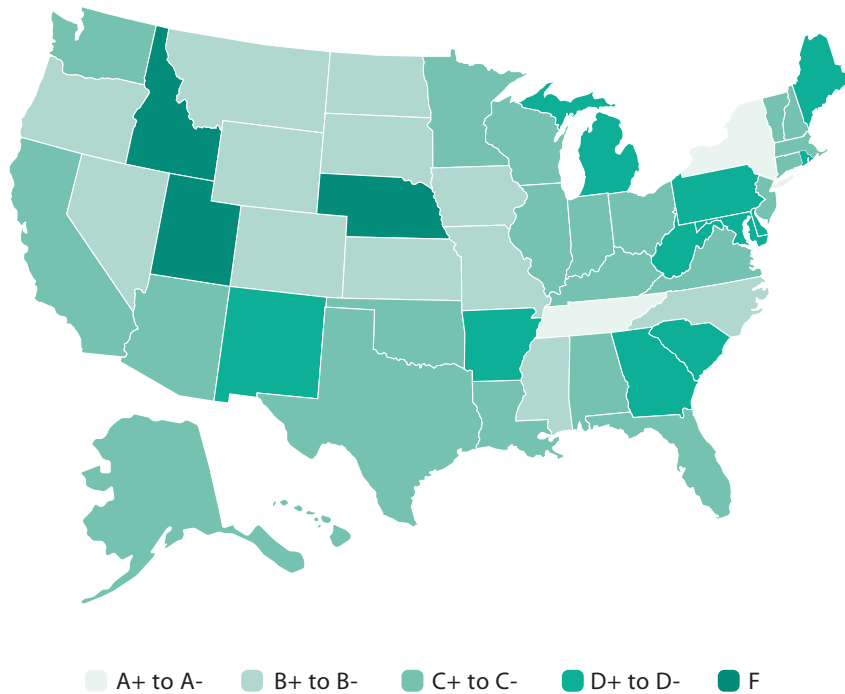 A+ to A- B+ to B- C+ to C- D+ to D- F